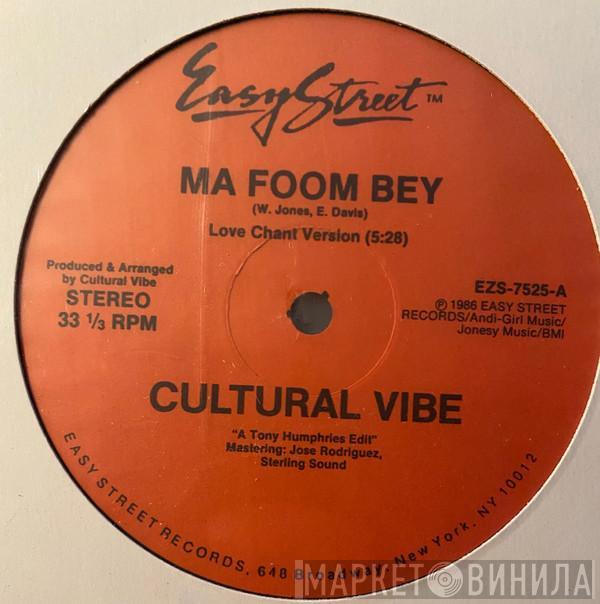 Easy Street™
MA FOOM BEY
(W. Jones, E. Davis)
Love Chant Version (5:28)
Produced & Arranged
by Cultural Vibe
STEREO
33 ⅓ RPM
EZS-7525-A
℗ 1986 EASY STREET
RECORDS/Andi-Girl Music/
Jonesy Music/BMI
CULTURAL VIBE
"A Tony Humphries Edit"
Mastering: Jose Rodriguez,
Sterling Sound
EASY STREET RECORDS, 648 Broadway, New York, NY 10012
МАРКЕТ ВИНИЛА